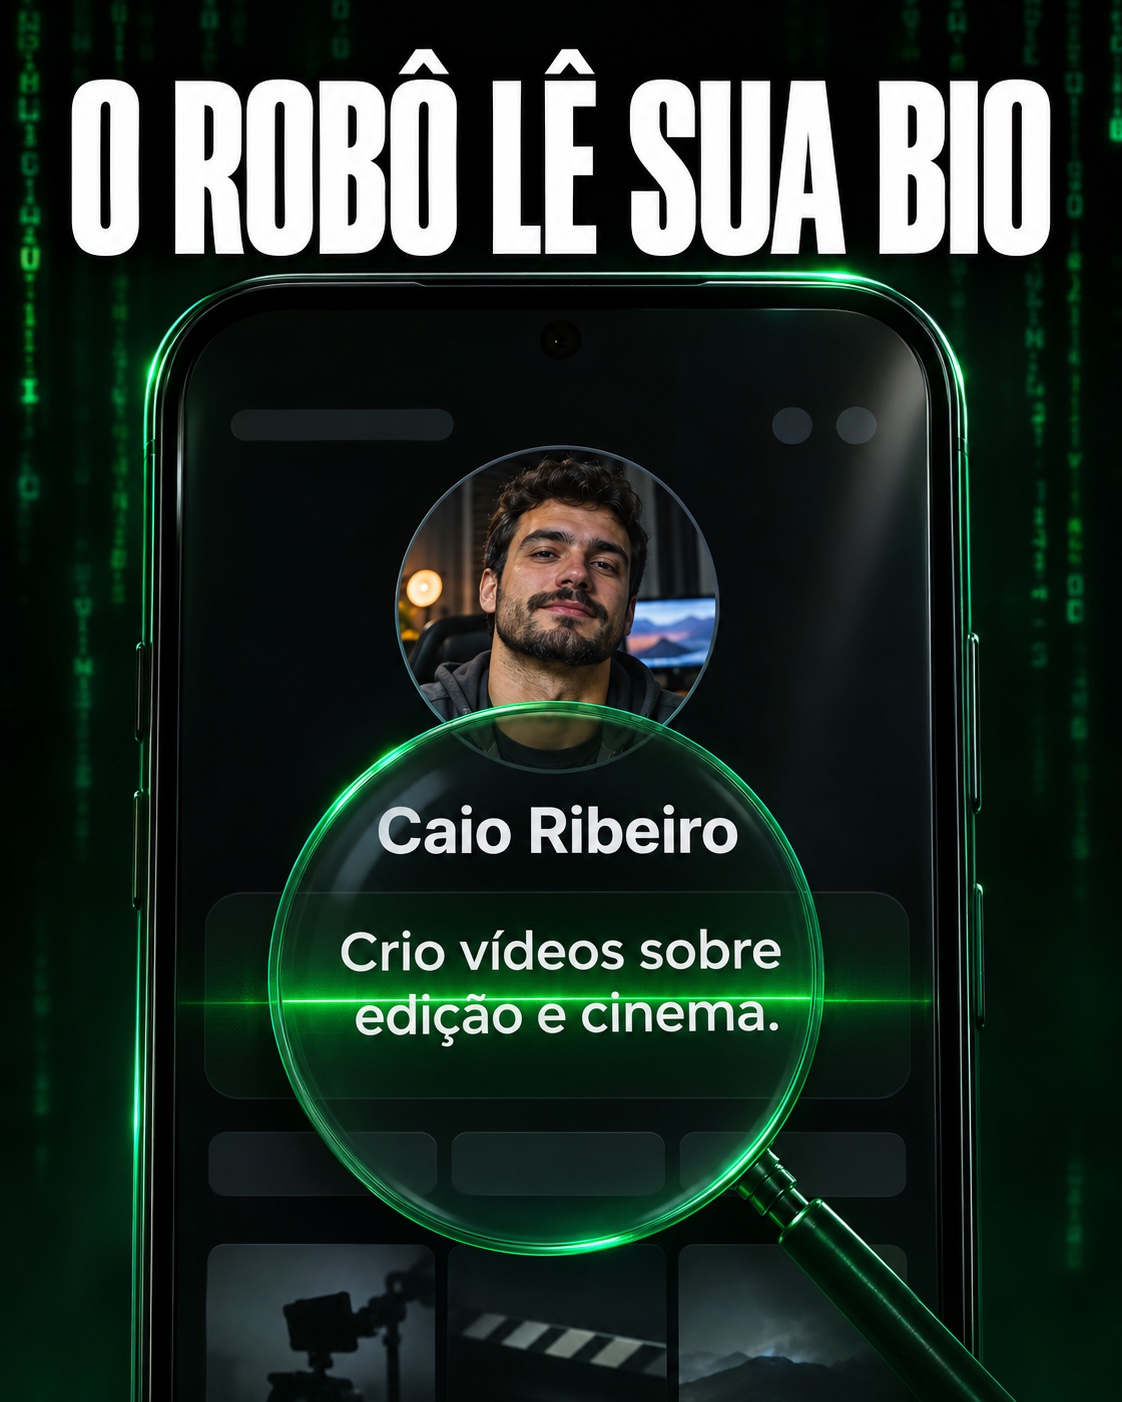 O ROBÔ LÊ SUA BIO
Caio Ribeiro
Crio vídeos sobre
edição e cinema.